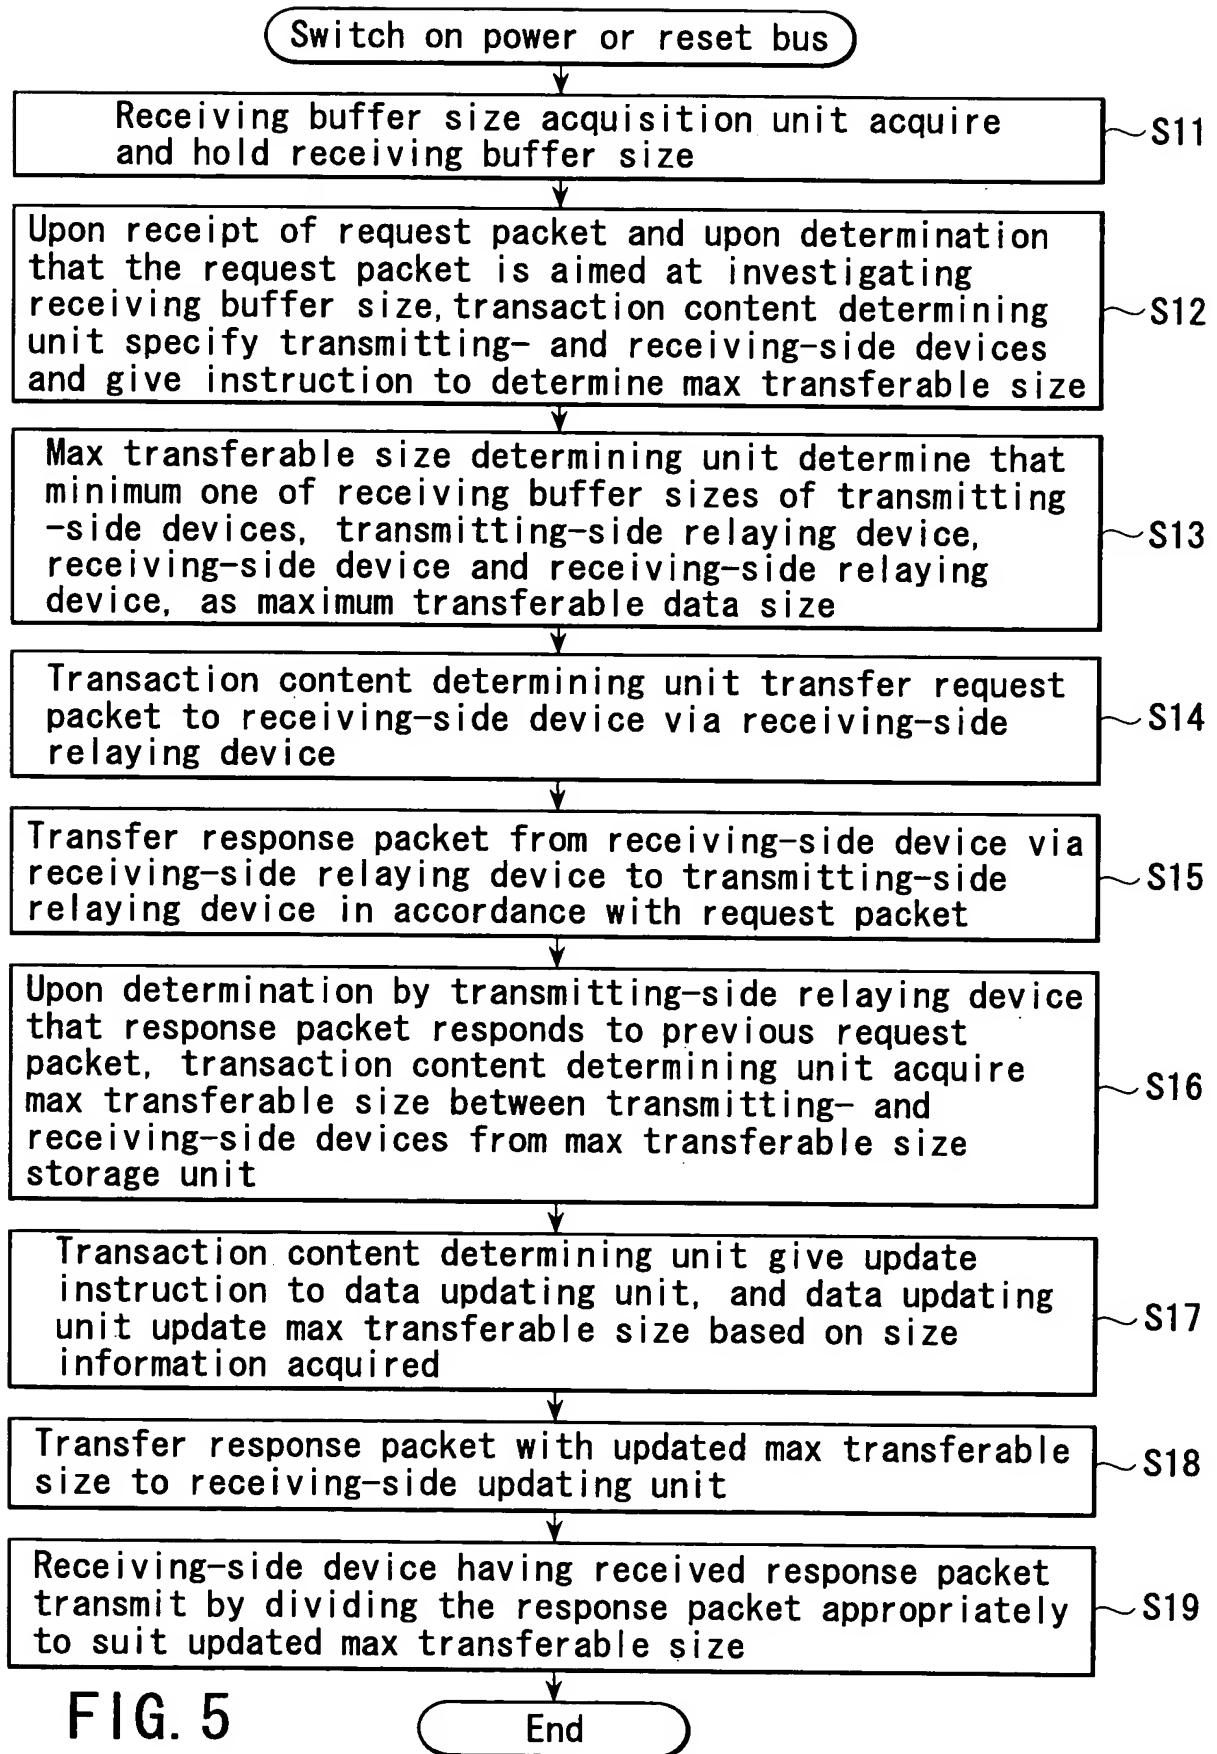 Switch on power or reset bus
Receiving buffer size acquisition unit acquire
and hold receiving buffer size
S11
Upon receipt of request packet and upon determination
that the request packet is aimed at investigating
receiving buffer size, transaction content determining
unit specify transmitting- and receiving-side devices
and give instruction to determine max transferable size
S12
Max transferable size determining unit determine that
minimum one of receiving buffer sizes of transmitting
-side devices, transmitting-side relaying device,
receiving-side device and receiving-side relaying
device, as maximum transferable data size
S13
Transaction content determining unit transfer request
packet to receiving-side device via receiving-side
relaying device
S14
Transfer response packet from receiving-side device via
receiving-side relaying device to transmitting-side
relaying device in accordance with request packet
S15
Upon determination by transmitting-side relaying device
that response packet responds to previous request
packet, transaction content determining unit acquire
max transferable size between transmitting- and
receiving-side devices from max transferable size
storage unit
S16
Transaction content determining unit give update
instruction to data updating unit, and data updating
unit update max transferable size based on size
information acquired
S17
Transfer response packet with updated max transferable
size to receiving-side updating unit
S18
Receiving-side device having received response packet
transmit by dividing the response packet appropriately
to suit updated max transferable size
S19
End
FIG. 5